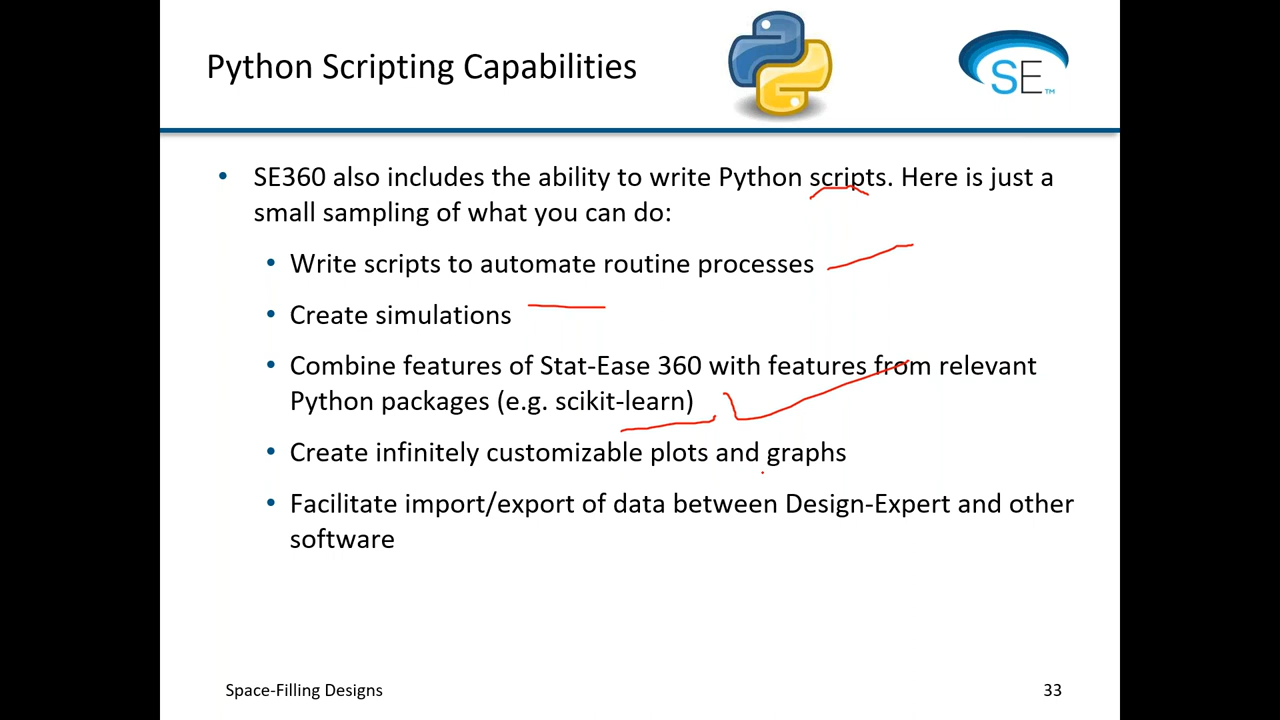 Python Scripting Capabilities
SE™
• SE360 also includes the ability to write Python scripts. Here is just a
small sampling of what you can do:
• Write scripts to automate routine processes
• Create simulations
• Combine features of Stat-Ease 360 with features from relevant
Python packages (e.g. scikit-learn)
• Create infinitely customizable plots and graphs
• Facilitate import/export of data between Design-Expert and other
software
Space-Filling Designs
33